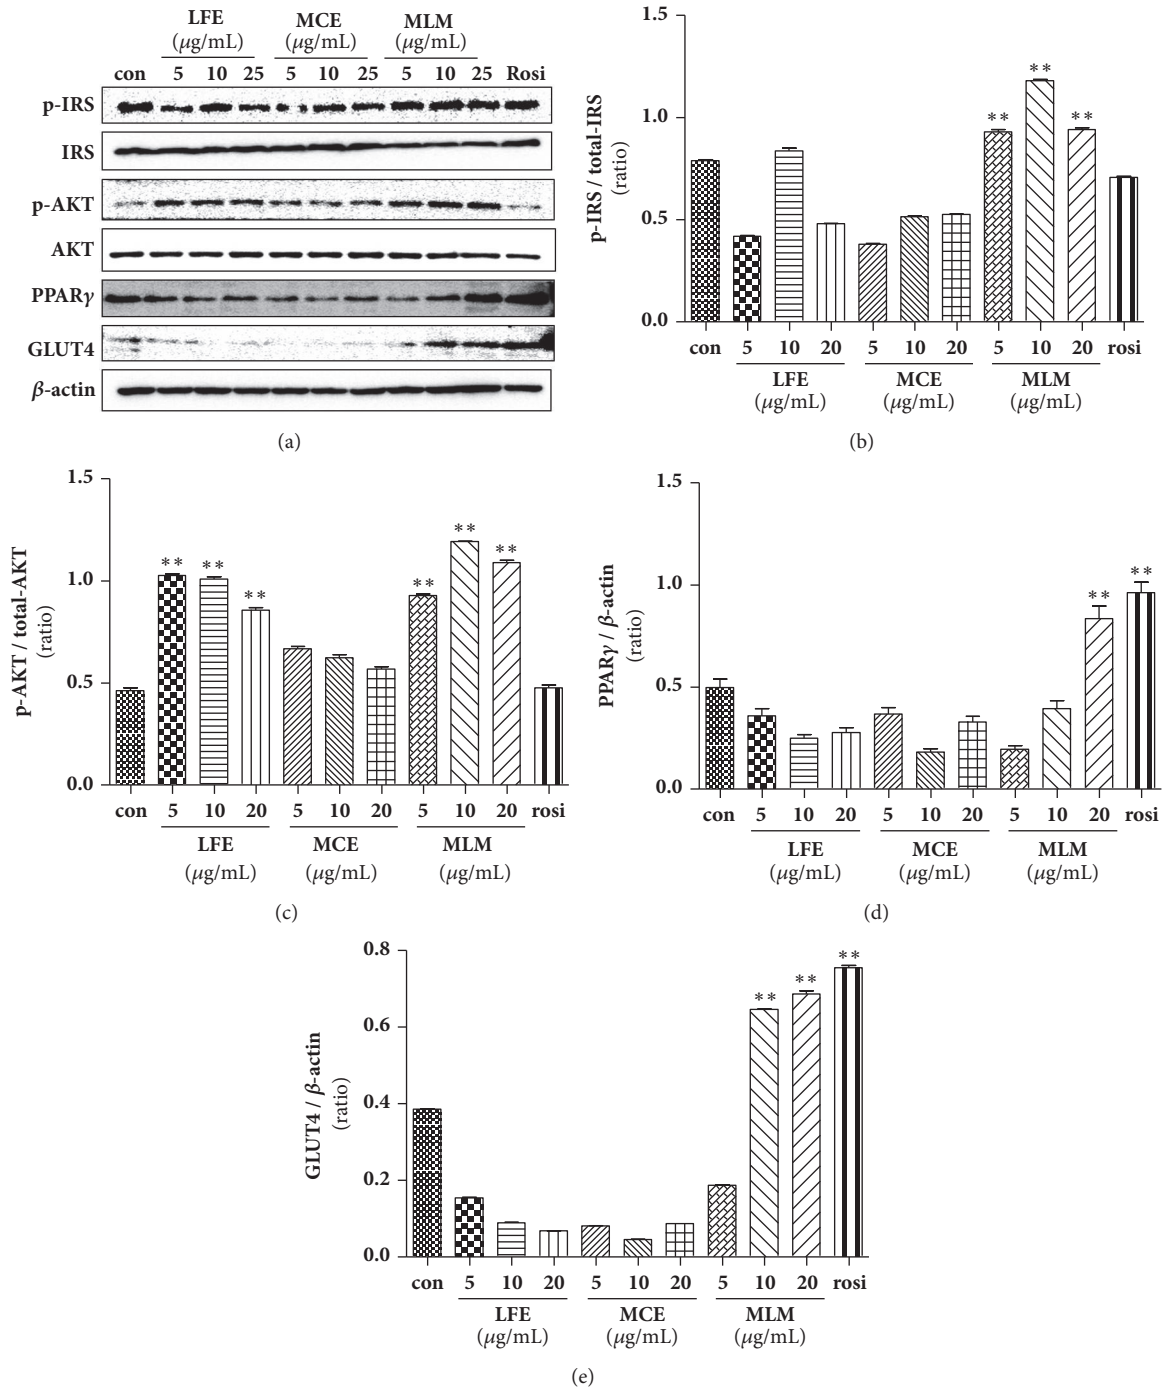 LFE MCE MLM
(μg/mL) (μg/mL) (μg/mL)
con 5 10 25 5 10 25 5 10 25 Rosi
p-IRS
IRS
p-AKT
AKT
PPARγ
GLUT4
β-actin
(a)
p-IRS / total-IRS
(ratio)
1.5
1.0
0.5
0.0
** ** **
con 5 10 20 5 10 20 5 10 20 rosi
LFE MCE MLM
(μg/mL) (μg/mL) (μg/mL)
(b)
p-AKT / total-AKT
(ratio)
1.5
1.0
0.5
0.0
** ** ** ** ** **
con 5 10 20 5 10 20 5 10 20 rosi
LFE MCE MLM
(μg/mL) (μg/mL) (μg/mL)
(c)
PPARγ / β-actin
(ratio)
1.5
1.0
0.5
0.0
** **
con 5 10 20 5 10 20 5 10 20 rosi
LFE MCE MLM
(μg/mL) (μg/mL) (μg/mL)
(d)
GLUT4 / β-actin
(ratio)
0.8
0.6
0.4
0.2
0.0
** ** **
con 5 10 20 5 10 20 5 10 20 rosi
LFE MCE MLM
(μg/mL) (μg/mL) (μg/mL)
(e)